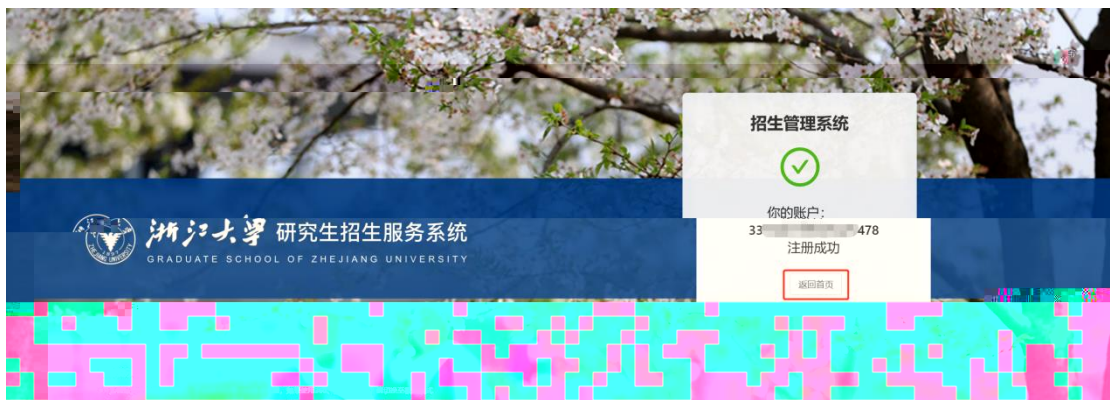 招生管理系统
你的账户：
33 478
注册成功
返回首页
浙江大学 研究生招生服务系统
GRADUATE SCHOOL OF ZHEJIANG UNIVERSITY